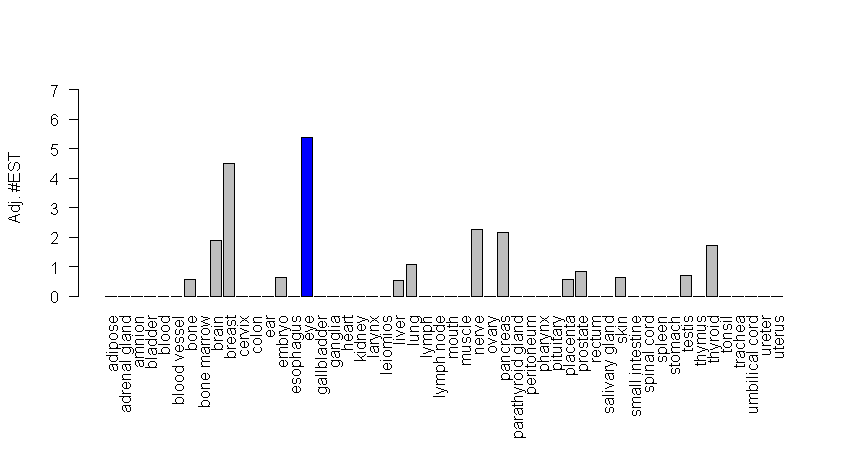 7
6
5
4
3
2
1
0
Adj. #EST
adipose
adrenal gland
amnion
bladder
blood
blood vessel
bone
bone marrow
brain
breast
cervix
colon
ear
embryo
esophagus
eye
gallbladder
ganglia
heart
kidney
larynx
leiomios
liver
lung
lymph
lymph node
mouth
muscle
nerve
ovary
pancreas
parathyroid gland
peritoneum
pharynx
pituitary
placenta
prostate
rectum
salivary gland
skin
small intestine
spinal cord
spleen
stomach
testis
thymus
thyroid
tonsil
trachea
umbilical cord
ureter
uterus